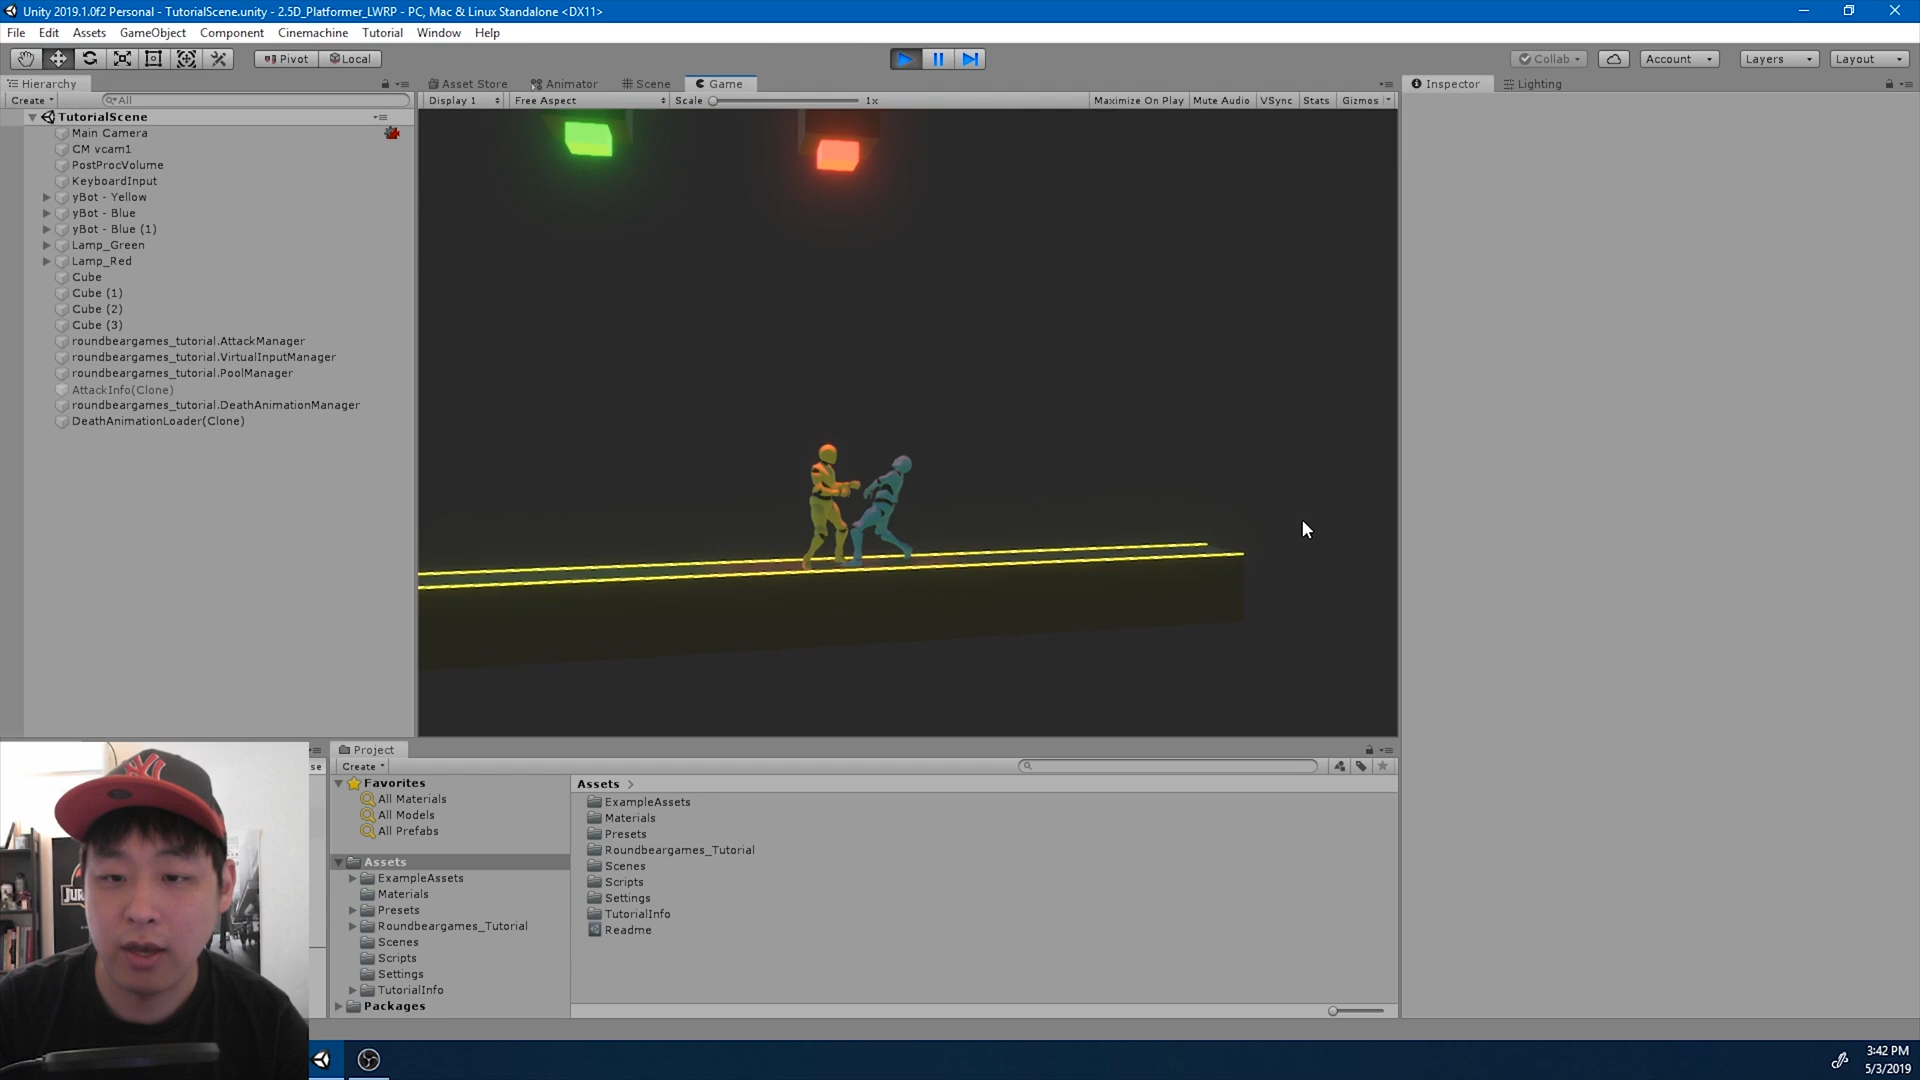 Unity 2019.1.0f2 Personal - TutorialScene.unity - 2.5D_Platformer_LWRP - PC, Mac & Linux Standalone <DX11>
File Edit Assets GameObject Component Cinemachine Tutorial Window Help
Pivot Local Collab Account Layers Layout
Hierarchy Asset Store Animator Scene Game Inspector Lighting
Create All Display 1 Free Aspect Scale 1x Maximize On Play Mute Audio VSync Stats Gizmos
TutorialScene
Main Camera
CM vcam1
PostProcVolume
KeyboardInput
yBot - Yellow
yBot - Blue
yBot - Blue (1)
Lamp_Green
Lamp_Red
Cube
Cube (1)
Cube (2)
Cube (3)
roundbeargames_tutorial.AttackManager
roundbeargames_tutorial.VirtualInputManager
roundbeargames_tutorial.PoolManager
AttackInfo(Clone)
roundbeargames_tutorial.DeathAnimationManager
DeathAnimationLoader(Clone)
Project
se Create
Favorites
All Materials
All Models
All Prefabs
Assets
ExampleAssets
Materials
Presets
Roundbeargames_Tutorial
Scenes
Scripts
Settings
TutorialInfo
Packages
Assets
ExampleAssets
Materials
Presets
Roundbeargames_Tutorial
Scenes
Scripts
Settings
TutorialInfo
Readme
JUR
3:42 PM
5/3/2019